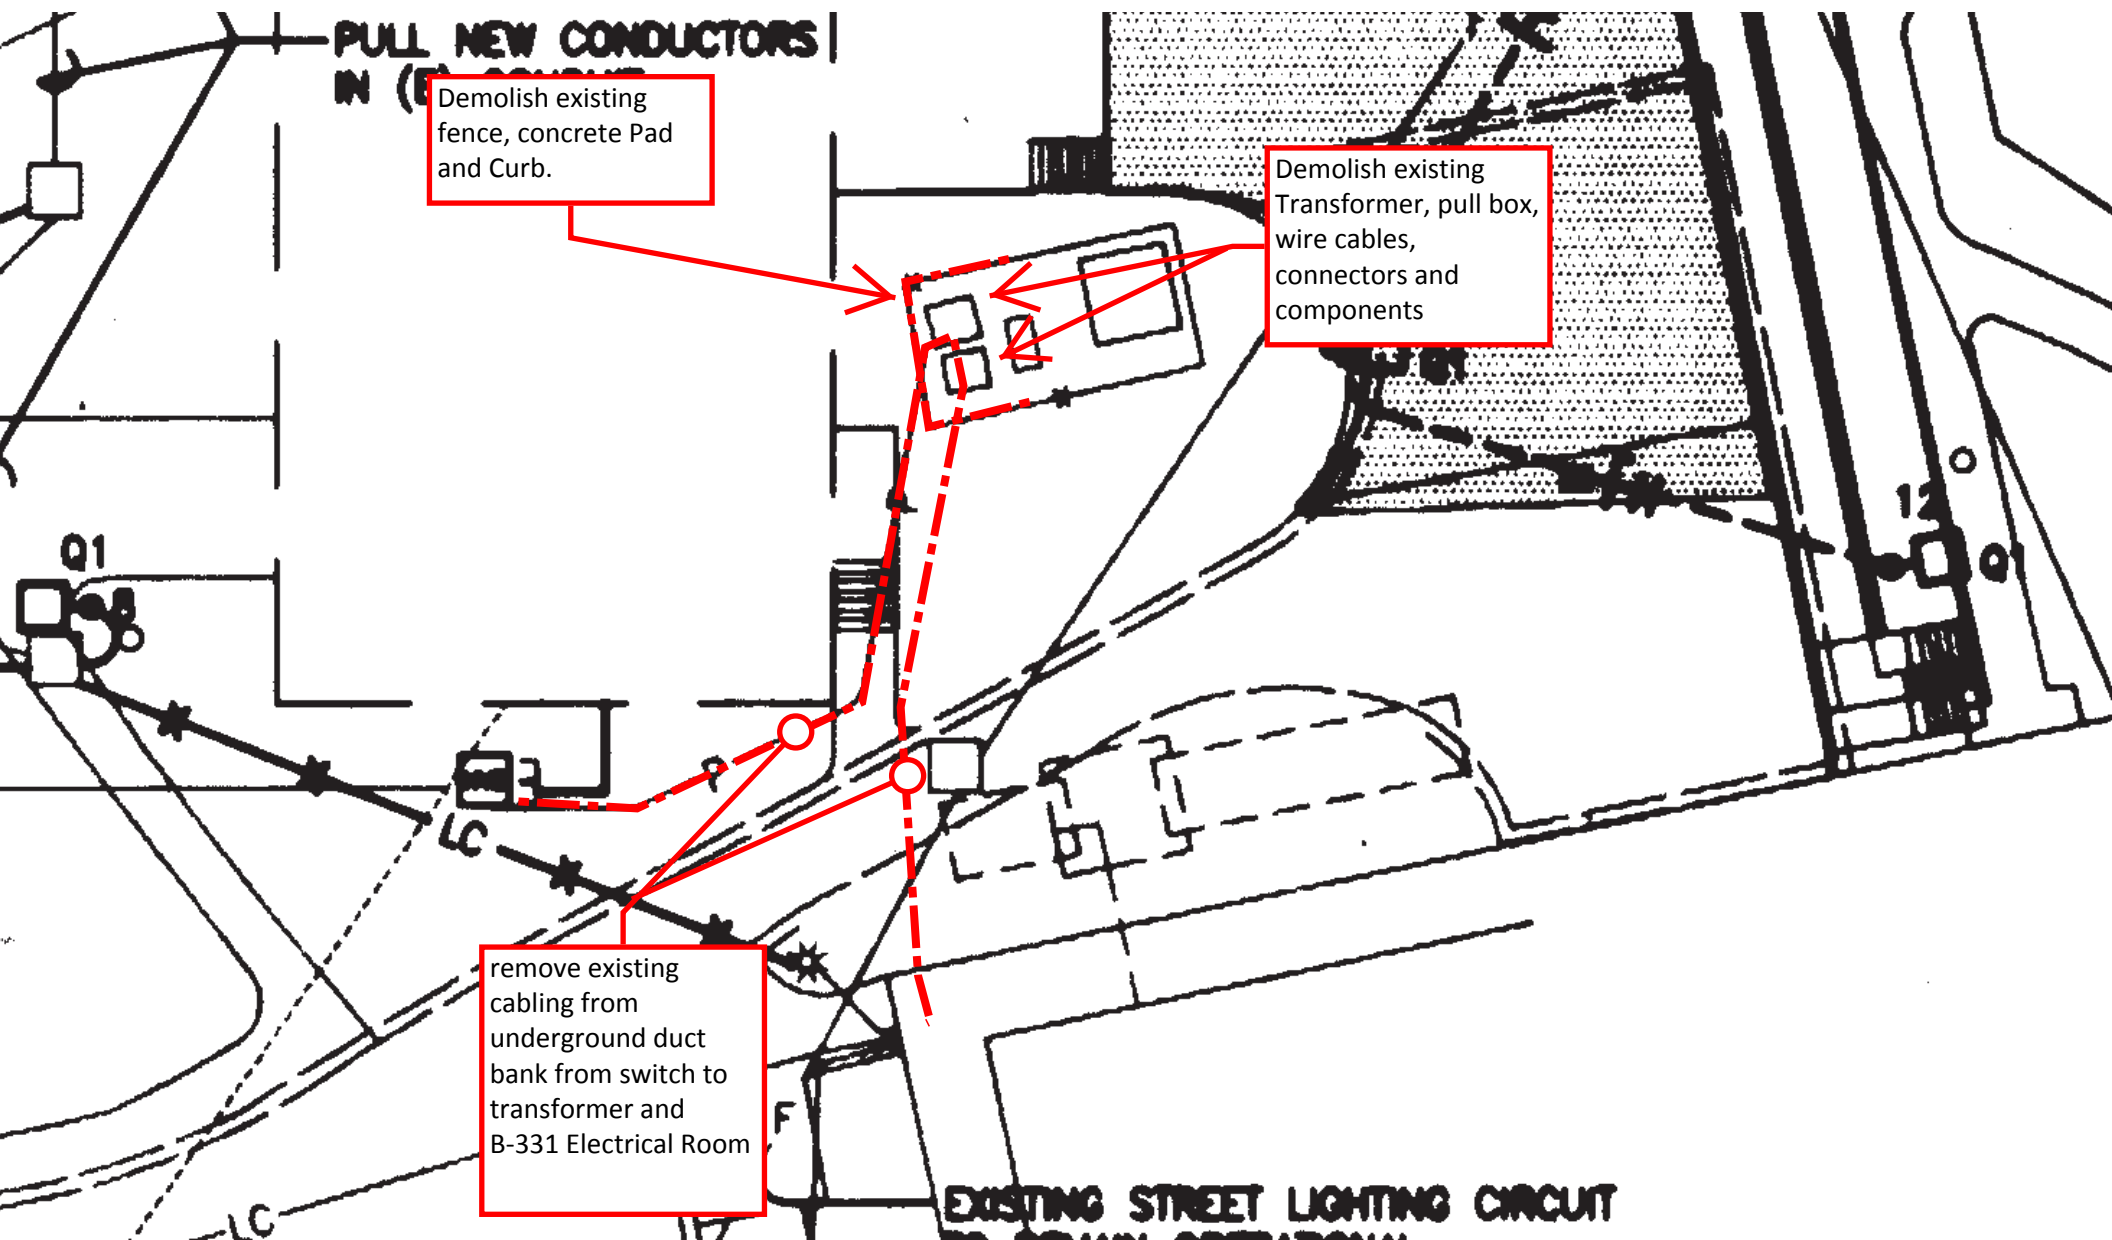 PULL NEW CONDUCTORS
IN (E)
Demolish existing
fence, concrete Pad
and Curb.
Demolish existing
Transformer, pull box,
wire cables,
connectors and
components
12
Q1
Q1
P
LC
remove existing
cabling from
underground duct
bank from switch to
transformer and
B-331 Electrical Room
F
LC
EXISTING STREET LIGHTING CIRCUIT